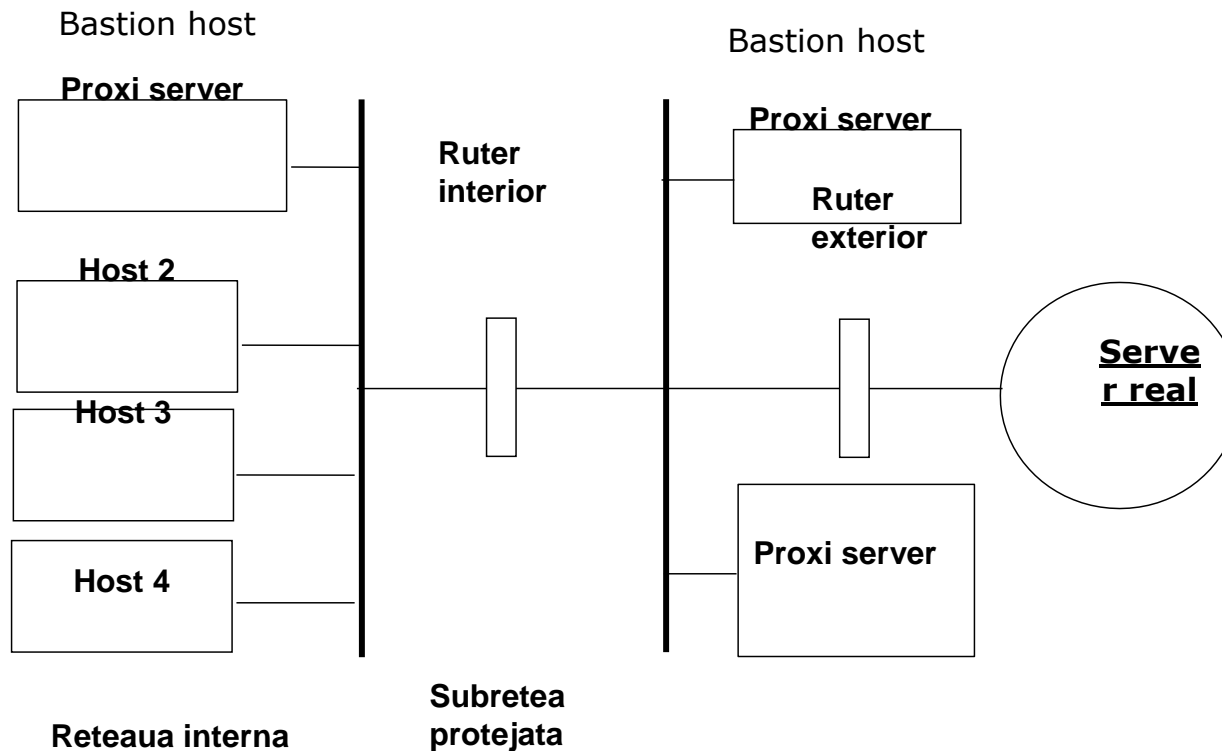 Bastion host
Bastion host
Proxi server
Proxi server
Ruter
interior
Ruter
exterior
Host 2
Serve
r real
Host 3
Proxi server
Host 4
Subretea
protejata
Reteaua interna